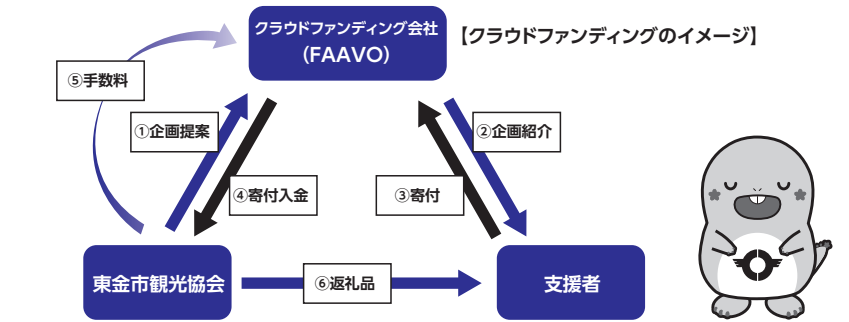 クラウドファンディング会社
(FAAVO)
【クラウドファンディングのイメージ】
⑤手数料
①企画提案
②企画紹介
④寄付入金
③寄付
東金市観光協会
⑥返礼品
支援者